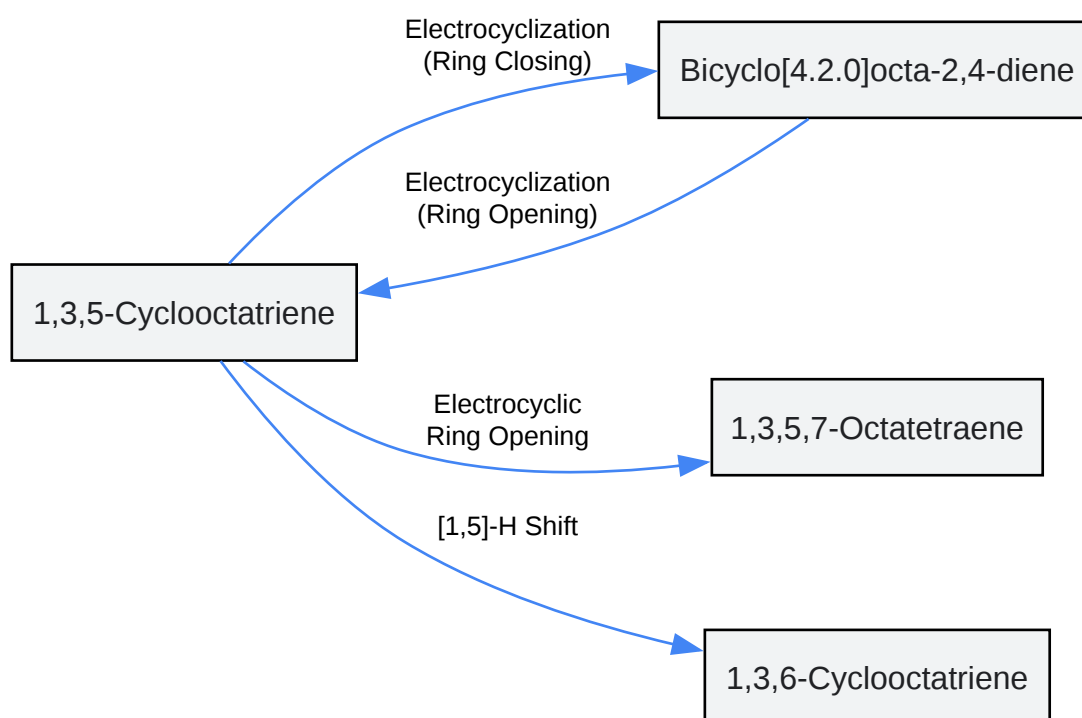 Electrocyclization
(Ring Closing)
Bicyclo[4.2.0]octa-2,4-diene
Electrocyclization
(Ring Opening)
1,3,5-Cyclooctatriene
Electrocyclic
Ring Opening
1,3,5,7-Octatetraene
[1,5]-H Shift
1,3,6-Cyclooctatriene